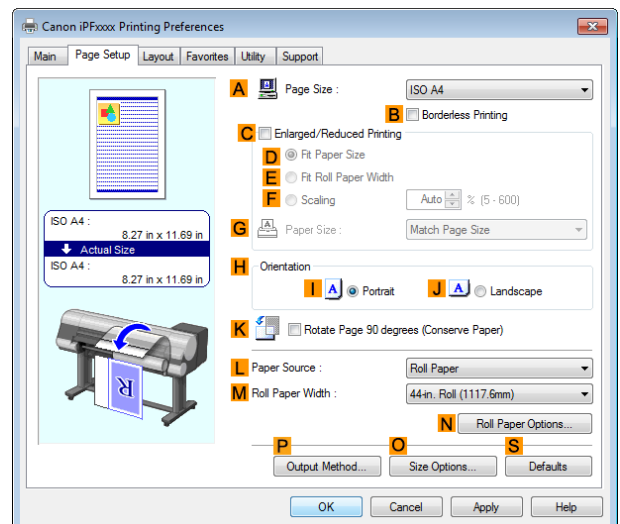 Canon iPFxxxx Printing Preferences
Main Page Setup Layout Favorites Utility Support
A Page Size : ISO A4
B Borderless Printing
C Enlarged/Reduced Printing
D Fit Paper Size
E Fit Roll Paper Width
F Scaling Auto % (5 - 600)
G A Paper Size : Match Page Size
ISO A4 :
8.27 in x 11.69 in
Actual Size
ISO A4 :
8.27 in x 11.69 in
H Orientation
I A Portrait J A Landscape
K Rotate Page 90 degrees (Conserve Paper)
R
L Paper Source : Roll Paper
M Roll Paper Width : 44-in. Roll (1117.6mm)
N Roll Paper Options...
P O S
Output Method... Size Options... Defaults
OK Cancel Apply Help